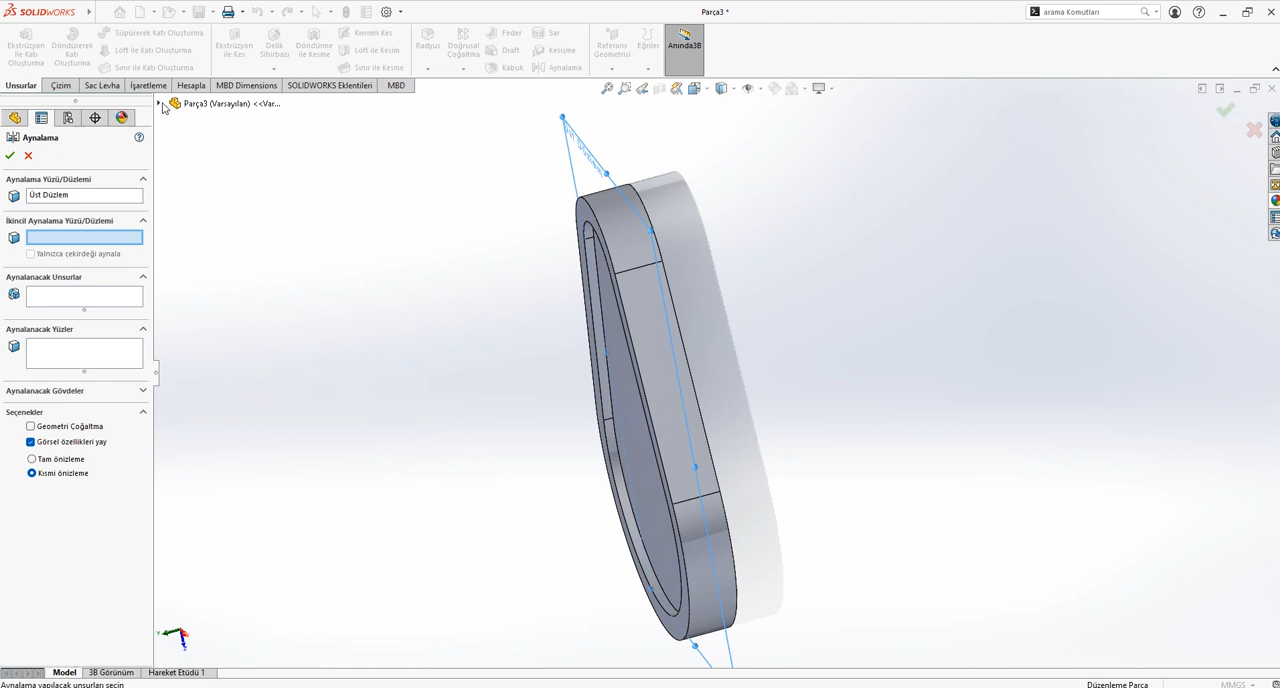 SOLIDWORKS
Parça3 *
arama Komutları
Ekstrüzyon ile Katı Oluşturma
Döndürerek Katı Oluşturma
Süpürerek Katı Oluşturma
Loft ile Katı Oluşturma
Sınır ile Katı Oluşturma
Ekstrüzyon ile Kes
Delik Sihirbazı
Döndürme ile Kesme
Kıvrımlı Kes
Loft ile Kesim
Sınır ile Kesme
Radyus
Doğrusal Çoğaltma
Feder
Draft
Kabuk
Sar
Kesişme
Aynalama
Referans Geometrisi
Eğriler
Anında3B
Unsurlar Çizim Sac Levha İşaretleme Hesapla MBD Dimensions SOLIDWORKS Eklentileri MBD
Parça3 (Varsayılan) <<Var...
Aynalama
Aynalama Yüzü/Düzlemi
Üst Düzlem
İkincil Aynalama Yüzü/Düzlemi
Yalnızca çekirdeği aynala
Aynalanacak Unsurlar
Aynalanacak Yüzler
Aynalanacak Gövdeler
Seçenekler
Geometri Çoğaltma
Görsel özellikleri yay
Tam önizleme
Kısmi önizleme
Model 3B Görünüm Hareket Etüdü 1
Aynalama yapılacak unsurları seçin
Düzenleme Parça
MMGS